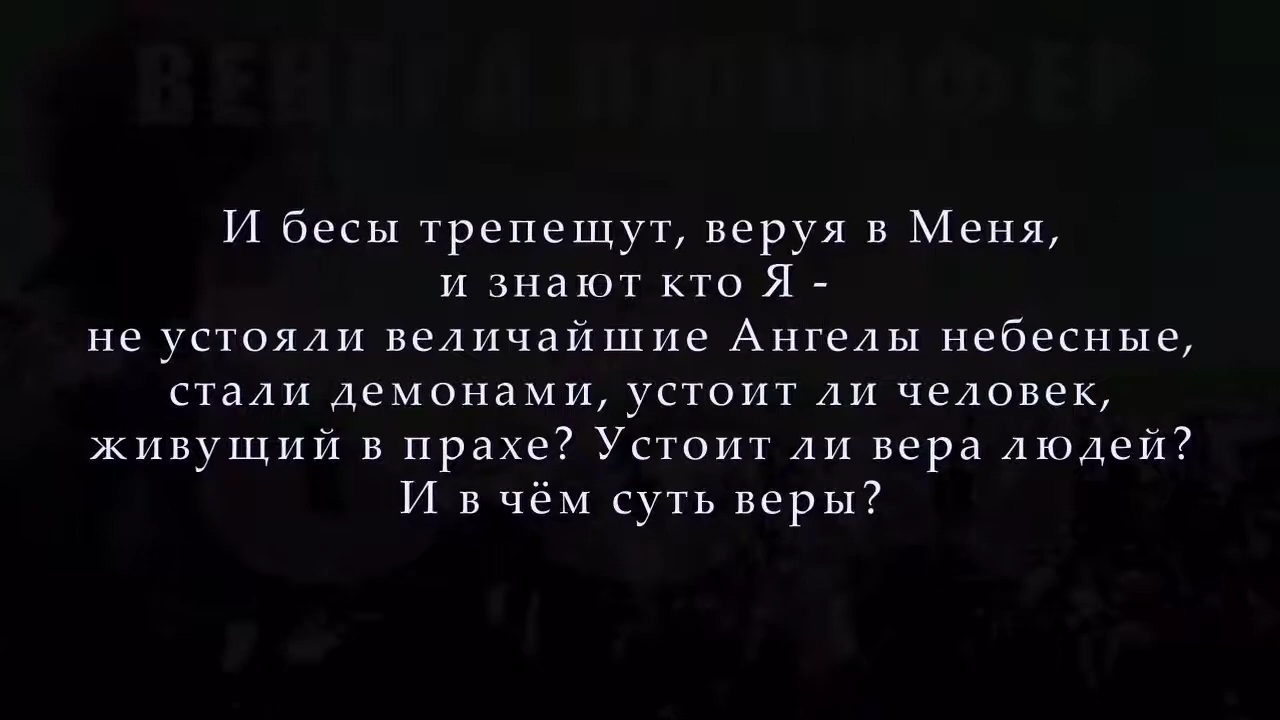 И бесы трепещут, веруя в Меня,
и знают кто Я -
не устояли величайшие Ангелы небесные,
стали демонами, устоит ли человек,
живущий в прахе? Устоит ли вера людей?
И в чём суть веры?